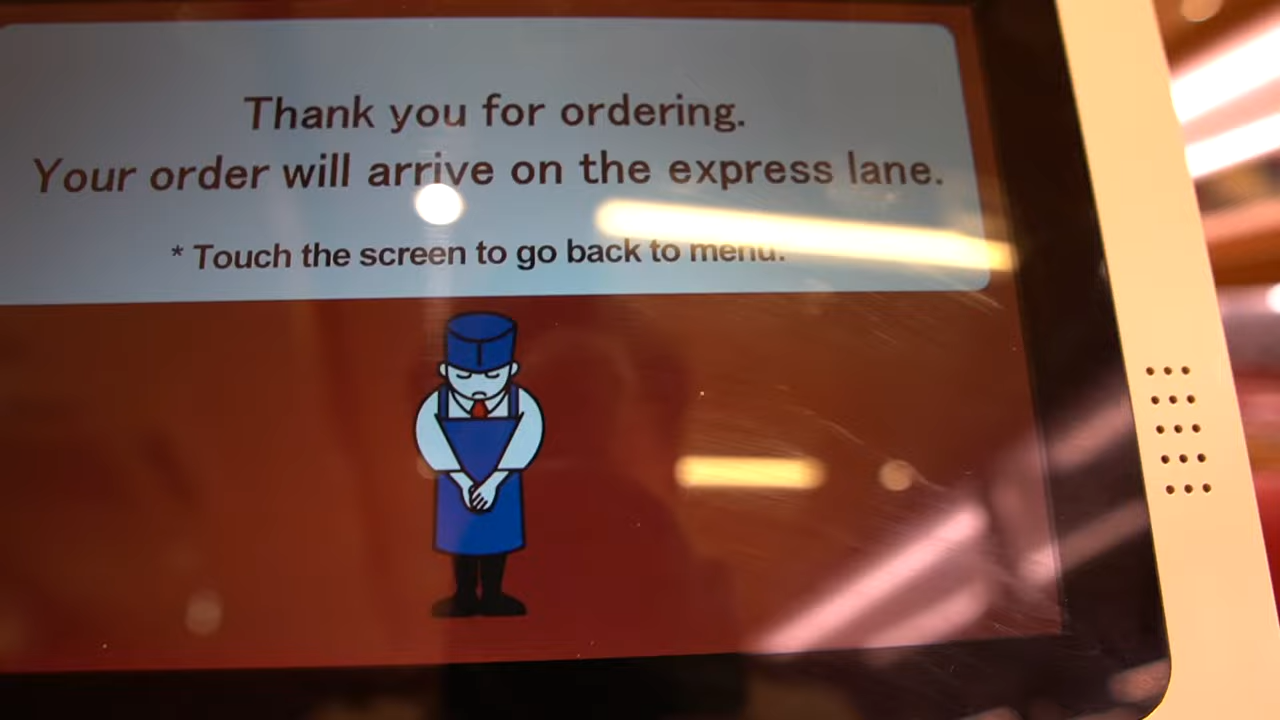 Thank you for ordering.
Your order will arrive on the express lane.
* Touch the screen to go back to menu.